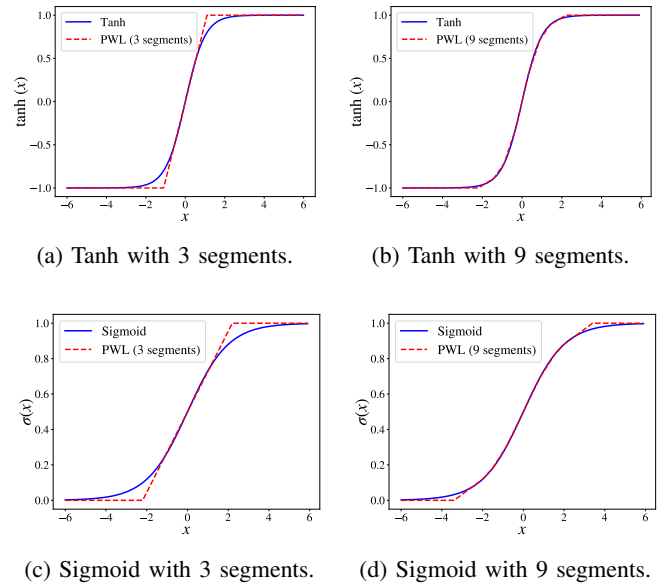 1.0
0.5
0.0
−0.5
−1.0
tanh (x)
Tanh
PWL (3 segments)
−6 −4 −2 0 2 4 6
x
(a) Tanh with 3 segments.
1.0
0.5
0.0
−0.5
−1.0
tanh (x)
Tanh
PWL (9 segments)
−6 −4 −2 0 2 4 6
x
(b) Tanh with 9 segments.
1.0
0.8
0.6
0.4
0.2
0.0
σ(x)
Sigmoid
PWL (3 segments)
−6 −4 −2 0 2 4 6
x
(c) Sigmoid with 3 segments.
1.0
0.8
0.6
0.4
0.2
0.0
σ(x)
Sigmoid
PWL (9 segments)
−6 −4 −2 0 2 4 6
x
(d) Sigmoid with 9 segments.